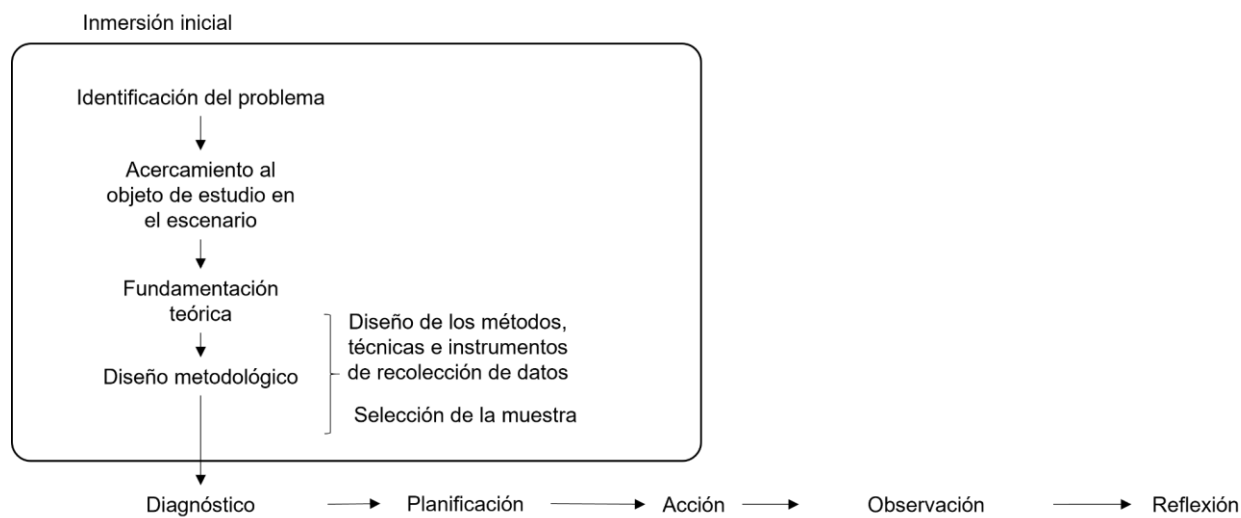 Inmersión inicial
Identificación del problema
Acercamiento al
objeto de estudio en
el escenario
Fundamentación
teórica
Diseño metodológico
Diseño de los métodos,
técnicas e instrumentos
de recolección de datos
Selección de la muestra
Diagnóstico
Planificación
Acción
Observación
Reflexión